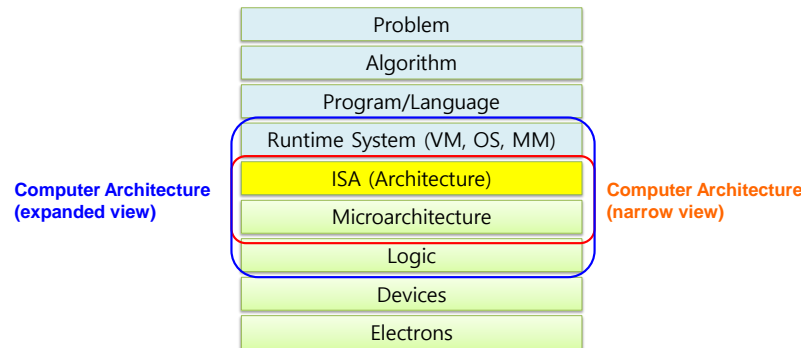 Problem
Algorithm
Program/Language
Runtime System (VM, OS, MM)
ISA (Architecture)
Microarchitecture
Logic
Devices
Electrons
Computer Architecture
(expanded view)
Computer Architecture
(narrow view)